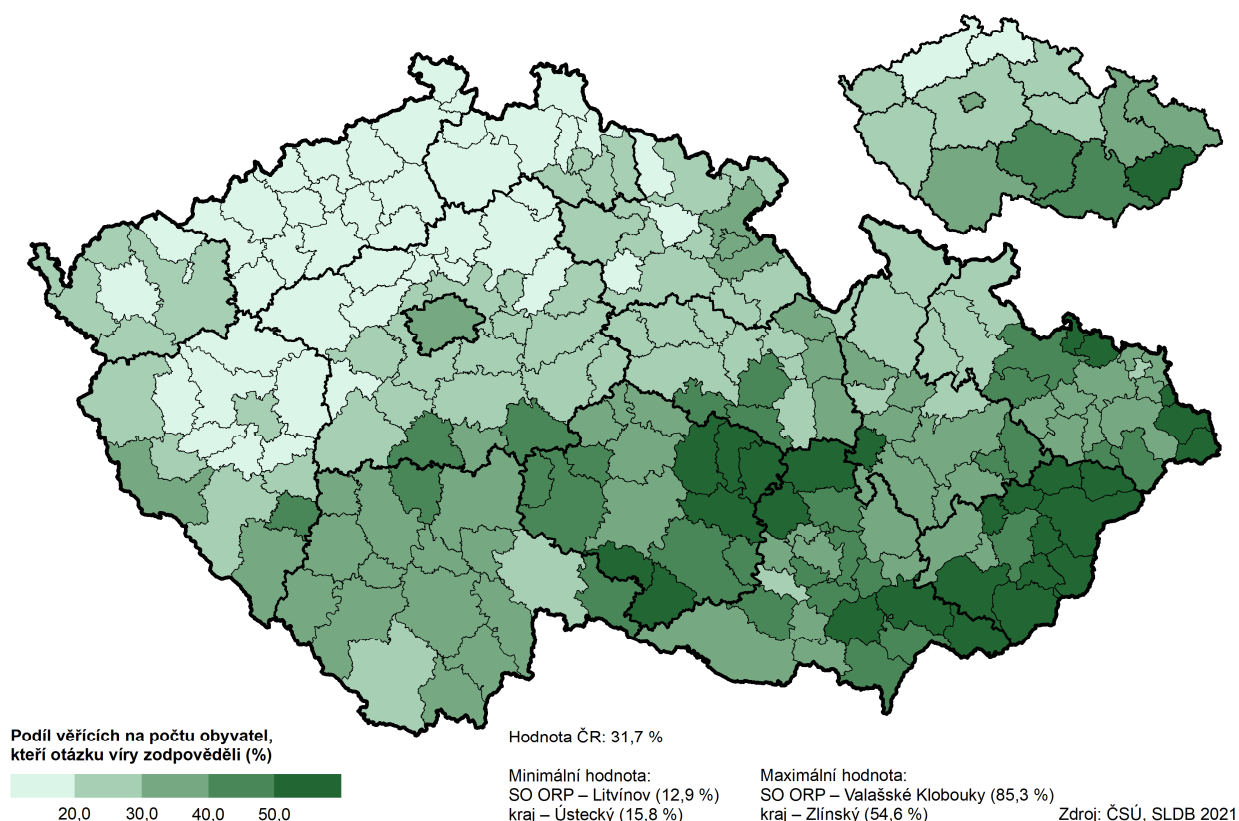 Podíl věřících na počtu obyvatel,
kteří otázku víry zodpověděli (%)
20,0 30,0 40,0 50,0
Hodnota ČR: 31,7 %
Minimální hodnota:
SO ORP – Litvínov (12,9 %)
kraj – Ústecký (15,8 %)
Maximální hodnota:
SO ORP – Valašské Klobouky (85,3 %)
kraj – Zlínský (54,6 %)
Zdroj: ČSÚ, SLDB 2021